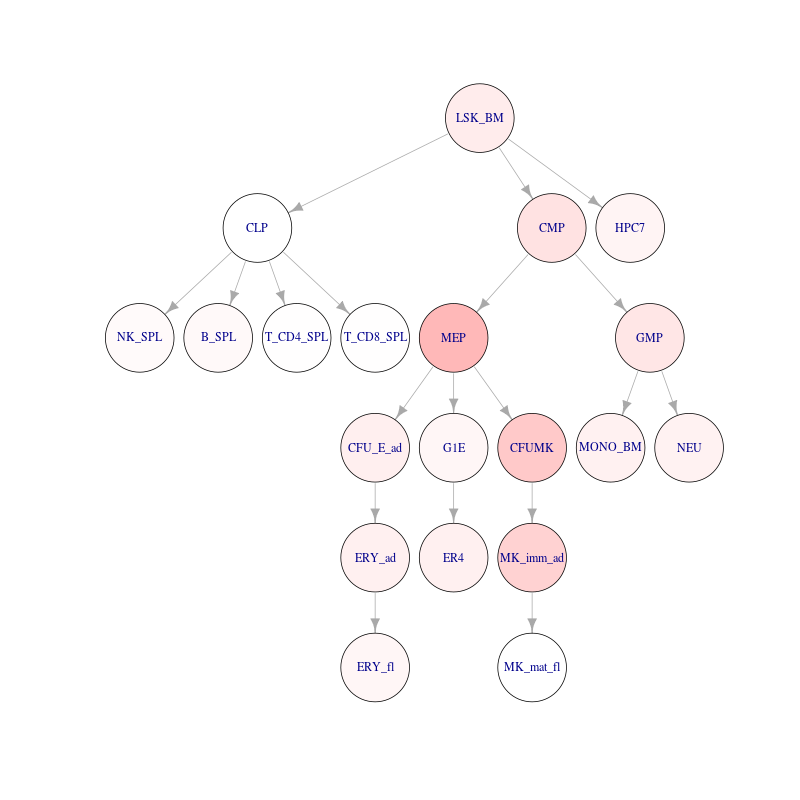 LSK_BM
CLP
CMP
HPC7
NK_SPL
B_SPL
T_CD4_SPL
T_CD8_SPL
MEP
GMP
CFU_E_ad
G1E
CFUMK
MONO_BM
NEU
ERY_ad
ER4
MK_imm_ad
ERY_fl
MK_mat_fl